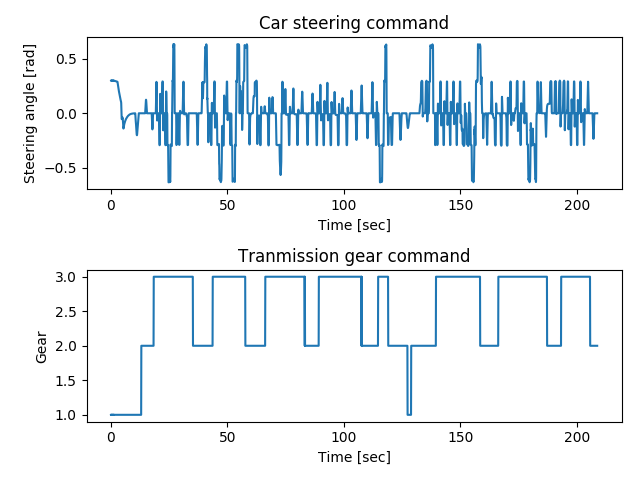 Car steering command
Steering angle [rad]
0.5
0.0
−0.5
0 50 100 150 200
Time [sec]
Tranmission gear command
Gear
3.0
2.5
2.0
1.5
1.0
0 50 100 150 200
Time [sec]